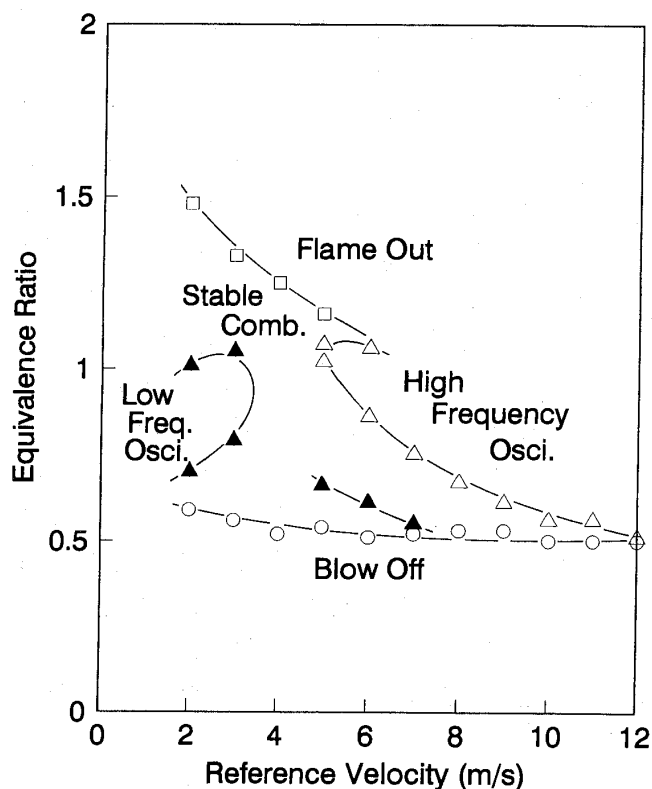 2
1.5
1
0.5
0
0
2
4
6
8
10
12
Equivalence Ratio
Reference Velocity (m/s)
Flame Out
Stable
Comb.
Low
Freq.
Osci.
High
Frequency
Osci.
Blow Off